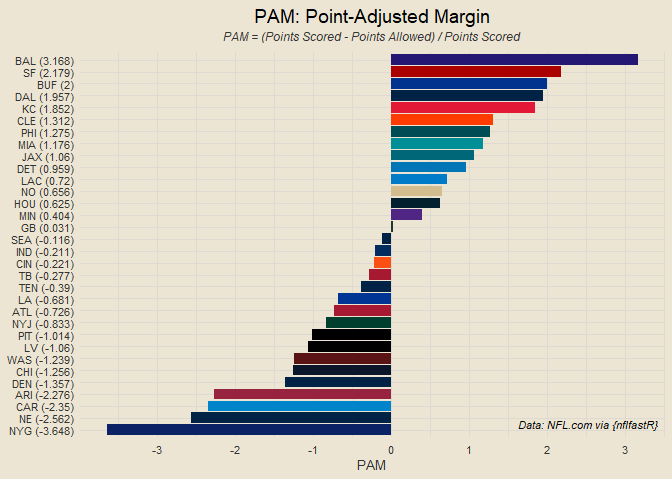 PAM: Point-Adjusted Margin
PAM = (Points Scored - Points Allowed) / Points Scored
BAL (3.168)
SF (2.179)
BUF (2)
DAL (1.957)
KC (1.852)
CLE (1.312)
PHI (1.275)
MIA (1.176)
JAX (1.06)
DET (0.959)
LAC (0.72)
NO (0.656)
HOU (0.625)
MIN (0.404)
GB (0.031)
SEA (-0.116)
IND (-0.211)
CIN (-0.221)
TB (-0.277)
TEN (-0.39)
LA (-0.681)
ATL (-0.726)
NYJ (-0.833)
PIT (-1.014)
LV (-1.06)
WAS (-1.239)
CHI (-1.256)
DEN (-1.357)
ARI (-2.276)
CAR (-2.35)
NE (-2.562)
NYG (-3.648)
Data: NFL.com via {nflfastR}
-3 -2 -1 0 1 2 3
PAM